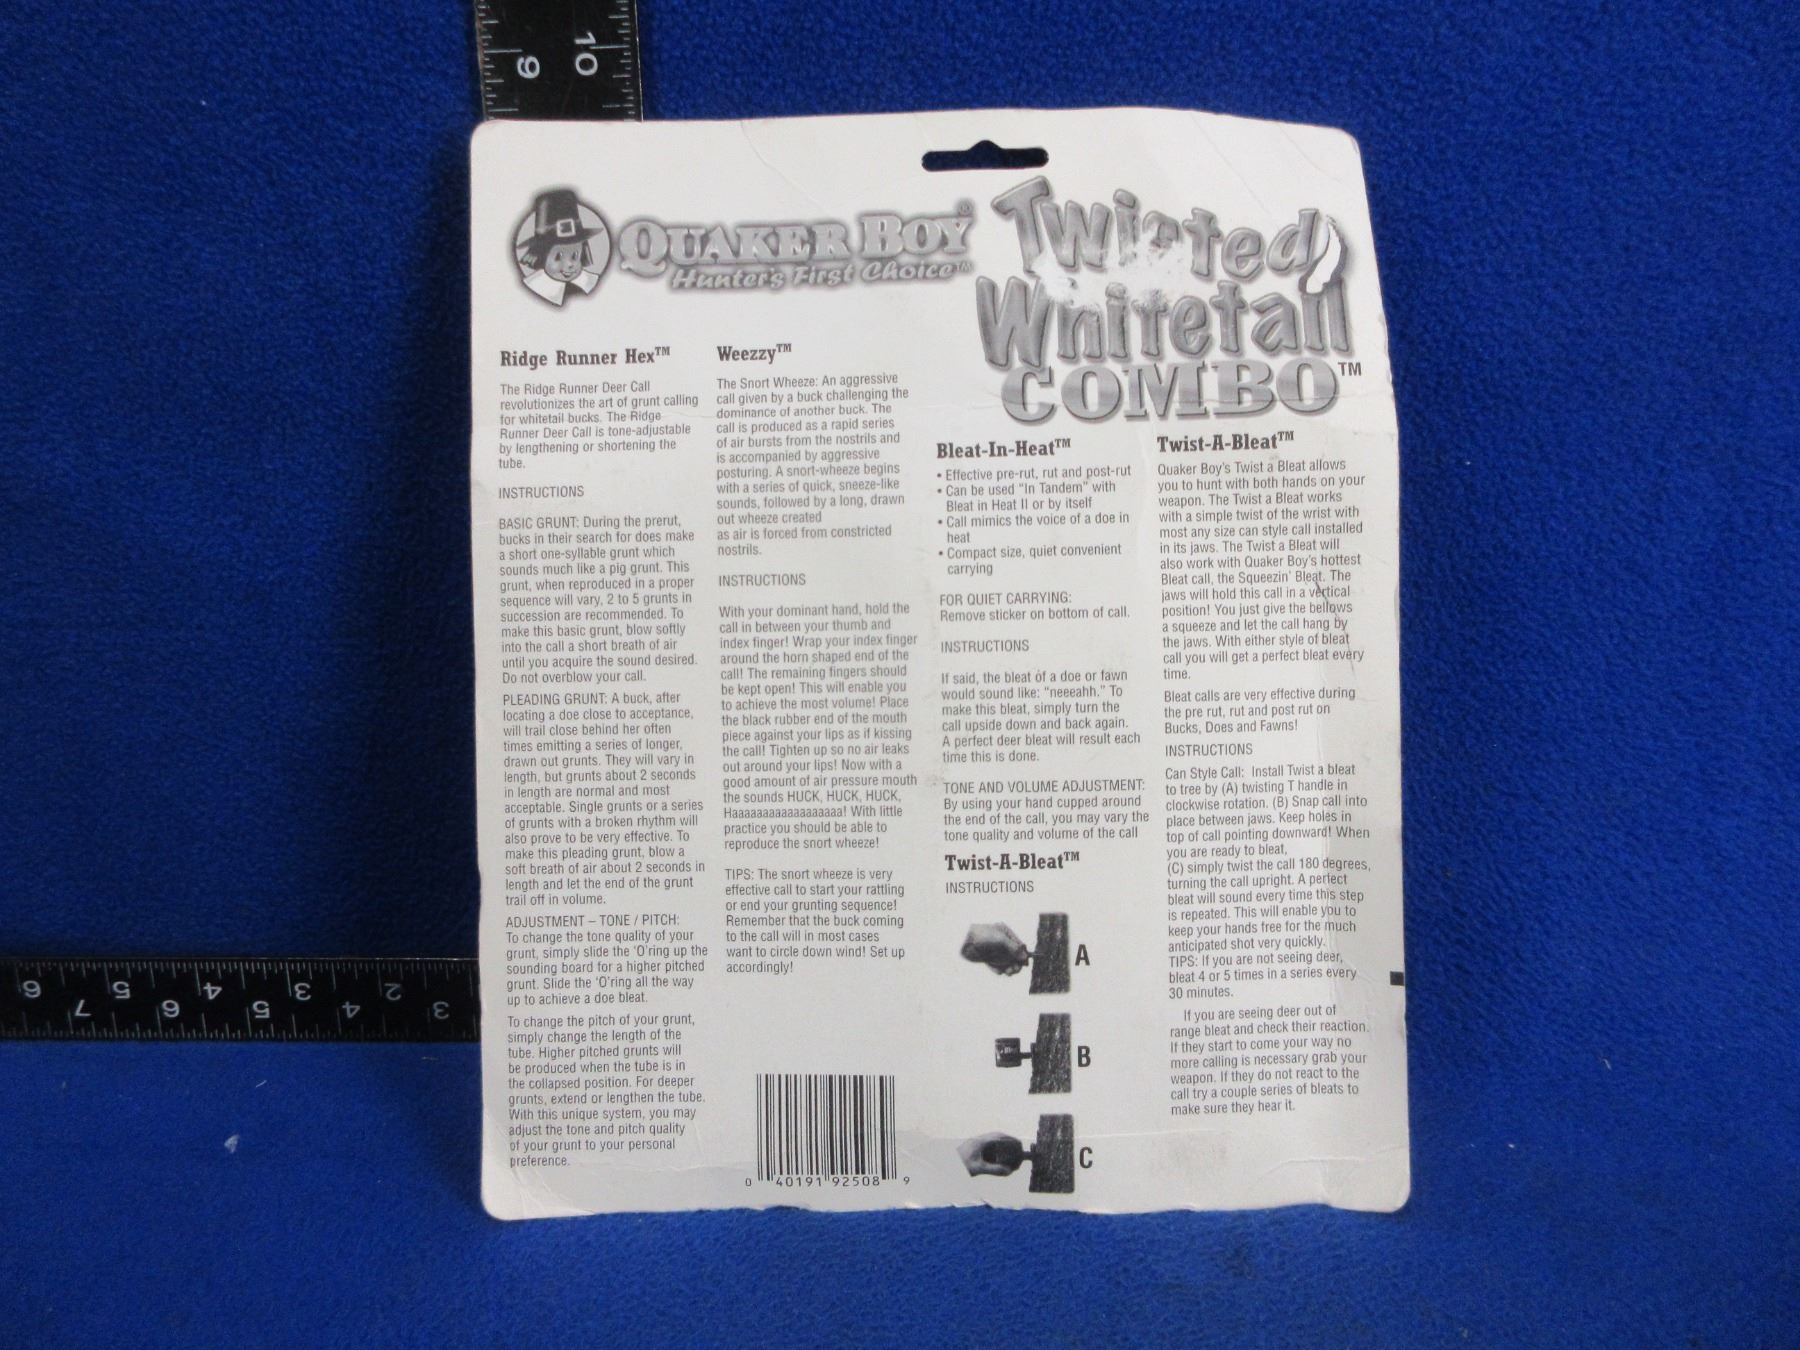 9
10
QUAKER BOY®
Hunter's First Choice™
Twisted
Whitetail
COMBO™
Ridge Runner Hex™
The Ridge Runner Deer Call
revolutionizes the art of grunt calling
for whitetail bucks. The Ridge
Runner Deer Call is tone-adjustable
by lengthening or shortening the
tube.
INSTRUCTIONS
BASIC GRUNT: During the prerut,
bucks in their search for does make
a short one-syllable grunt which
sounds much like a pig grunt. This
grunt, when reproduced in a proper
sequence will vary, 2 to 5 grunts in
succession are recommended. To
make this basic grunt, blow softly
into the call a short breath of air
until you acquire the sound desired.
Do not overblow your call.
PLEADING GRUNT: A buck, after
locating a doe close to acceptance,
will trail close behind her often
times emitting a series of longer,
drawn out grunts. They will vary in
length, but grunts about 2 seconds
in length are normal and most
acceptable. Single grunts or a series
of grunts with a broken rhythm will
also prove to be very effective. To
make this pleading grunt, blow a
soft breath of air about 2 seconds in
length and let the end of the grunt
trail off in volume.
ADJUSTMENT – TONE / PITCH:
To change the tone quality of your
grunt, simply slide the 'O'ring up the
sounding board for a higher pitched
grunt. Slide the 'O'ring all the way
up to achieve a doe bleat.
To change the pitch of your grunt,
simply change the length of the
tube. Higher pitched grunts will
be produced when the tube is in
the collapsed position. For deeper
grunts, extend or lengthen the tube.
With this unique system, you may
adjust the tone and pitch quality
of your grunt to your personal
preference.
Weezzy™
The Snort Wheeze: An aggressive
call given by a buck challenging the
dominance of another buck. The
call is produced as a rapid series
of air bursts from the nostrils and
is accompanied by aggressive
posturing. A snort-wheeze begins
with a series of quick, sneeze-like
sounds, followed by a long, drawn
out wheeze created
as air is forced from constricted
nostrils.
INSTRUCTIONS
With your dominant hand, hold the
call in between your thumb and
index finger! Wrap your index finger
around the horn shaped end of the
call! The remaining fingers should
be kept open! This will enable you
to achieve the most volume! Place
the black rubber end of the mouth
piece against your lips as if kissing
the call! Tighten up so no air leaks
out around your lips! Now with a
good amount of air pressure mouth
the sounds HUCK, HUCK, HUCK,
Haaaaaaaaaaaaaaaaaa! With little
practice you should be able to
reproduce the snort wheeze!
TIPS: The snort wheeze is very
effective call to start your rattling
or end your grunting sequence!
Remember that the buck coming
to the call will in most cases
want to circle down wind! Set up
accordingly!
0 40191 92508 9
Bleat-In-Heat™
• Effective pre-rut, rut and post-rut
• Can be used "In Tandem" with
Bleat in Heat II or by itself
• Call mimics the voice of a doe in
heat
• Compact size, quiet convenient
carrying
FOR QUIET CARRYING:
Remove sticker on bottom of call.
INSTRUCTIONS
If said, the bleat of a doe or fawn
would sound like: "neeeahh." To
make this bleat, simply turn the
call upside down and back again.
A perfect deer bleat will result each
time this is done.
TONE AND VOLUME ADJUSTMENT:
By using your hand cupped around
the end of the call, you may vary the
tone quality and volume of the call
Twist-A-Bleat™
INSTRUCTIONS
A
B
C
Twist-A-Bleat™
Quaker Boy's Twist a Bleat allows
you to hunt with both hands on your
weapon. The Twist a Bleat works
with a simple twist of the wrist with
most any size can style call installed
in its jaws. The Twist a Bleat will
also work with Quaker Boy's hottest
Bleat call, the Squeezin' Bleat. The
jaws will hold this call in a vertical
position! You just give the bellows
a squeeze and let the call hang by
the jaws. With either style of bleat
call you will get a perfect bleat every
time.
Bleat calls are very effective during
the pre rut, rut and post rut on
Bucks, Does and Fawns!
INSTRUCTIONS
Can Style Call: Install Twist a bleat
to tree by (A) twisting T handle in
clockwise rotation. (B) Snap call into
place between jaws. Keep holes in
top of call pointing downward! When
you are ready to bleat,
(C) simply twist the call 180 degrees,
turning the call upright. A perfect
bleat will sound every time this step
is repeated. This will enable you to
keep your hands free for the much
anticipated shot very quickly.
TIPS: If you are not seeing deer,
bleat 4 or 5 times in a series every
30 minutes.
If you are seeing deer out of
range bleat and check their reaction.
If they start to come your way no
more calling is necessary grab your
weapon. If they do not react to the
call try a couple series of bleats to
make sure they hear it.
6 5 4 3 2
7 6 5 4 3